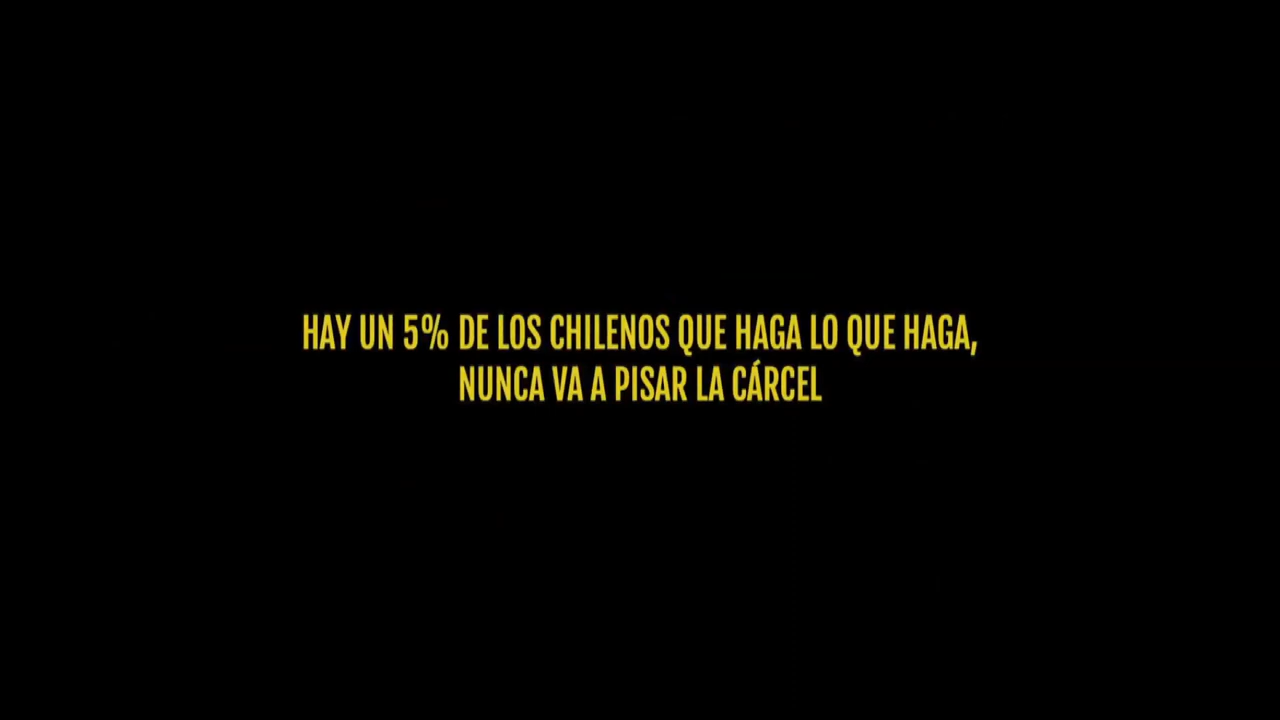 HAY UN 5% DE LOS CHILENOS QUE HAGA LO QUE HAGA,
NUNCA VA A PISAR LA CÁRCEL